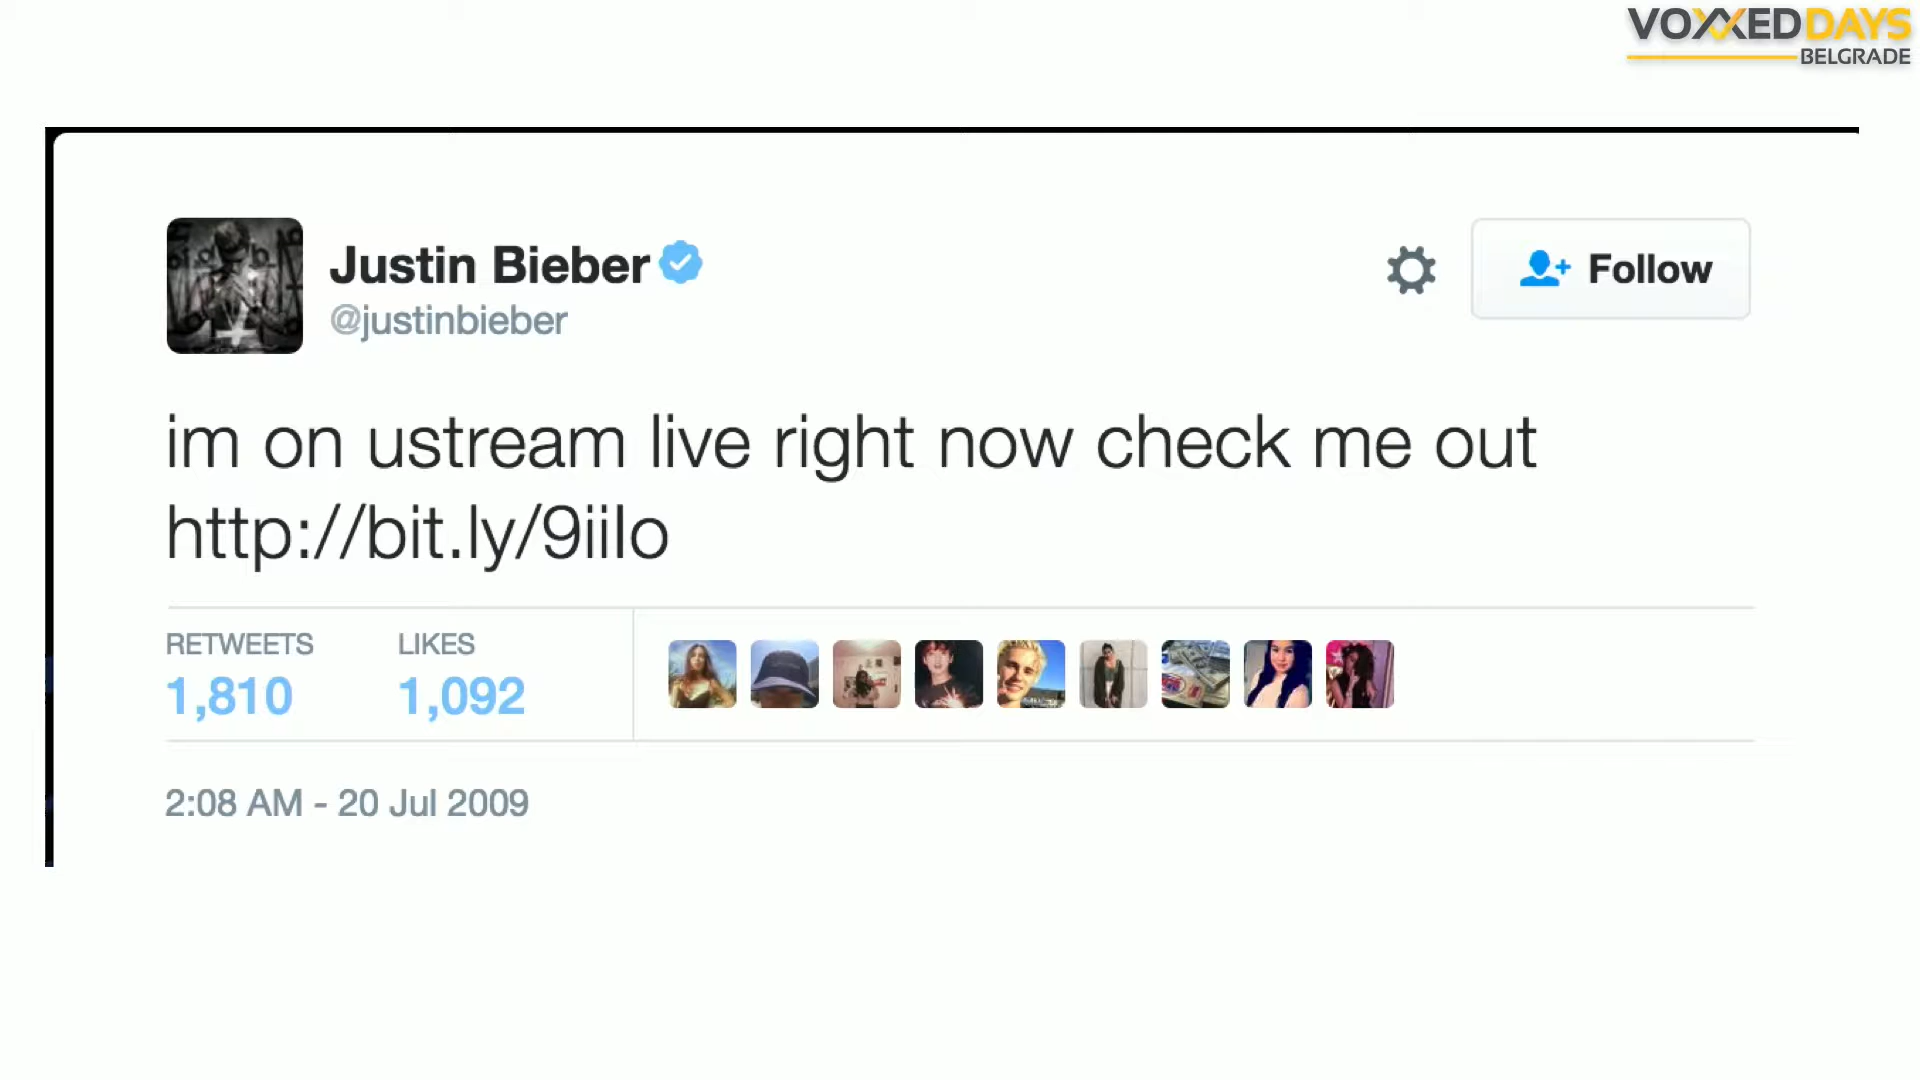 VOXXEDDAYS
BELGRADE
Justin Bieber
@justinbieber
Follow
im on ustream live right now check me out
http://bit.ly/9iilo
RETWEETS LIKES
1,810 1,092
2:08 AM - 20 Jul 2009